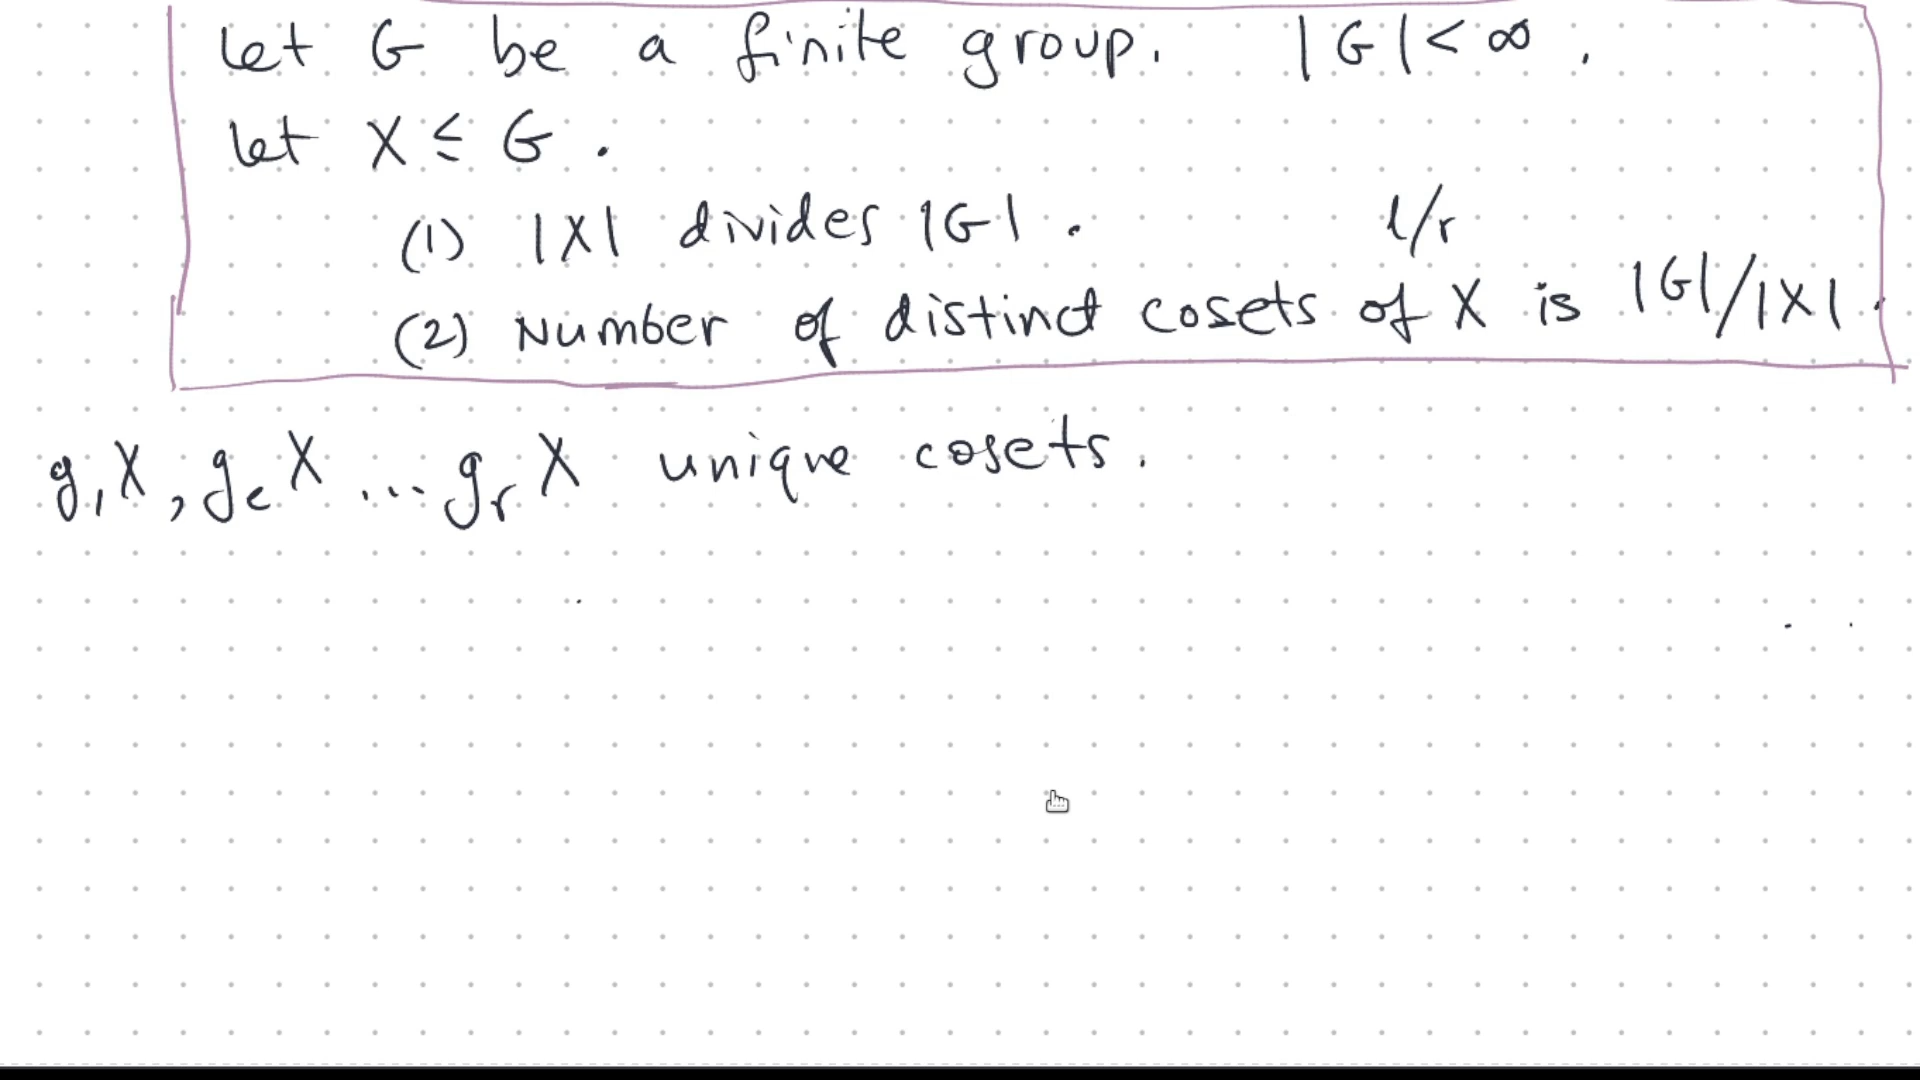 Let G be a finite group. |G| < ∞ .
Let X ≤ G .
(1) |X| divides |G| .
l/r
(2) Number of distinct cosets of X is |G|/|X| .
g₁X, g₂X ... gᵣX unique cosets.